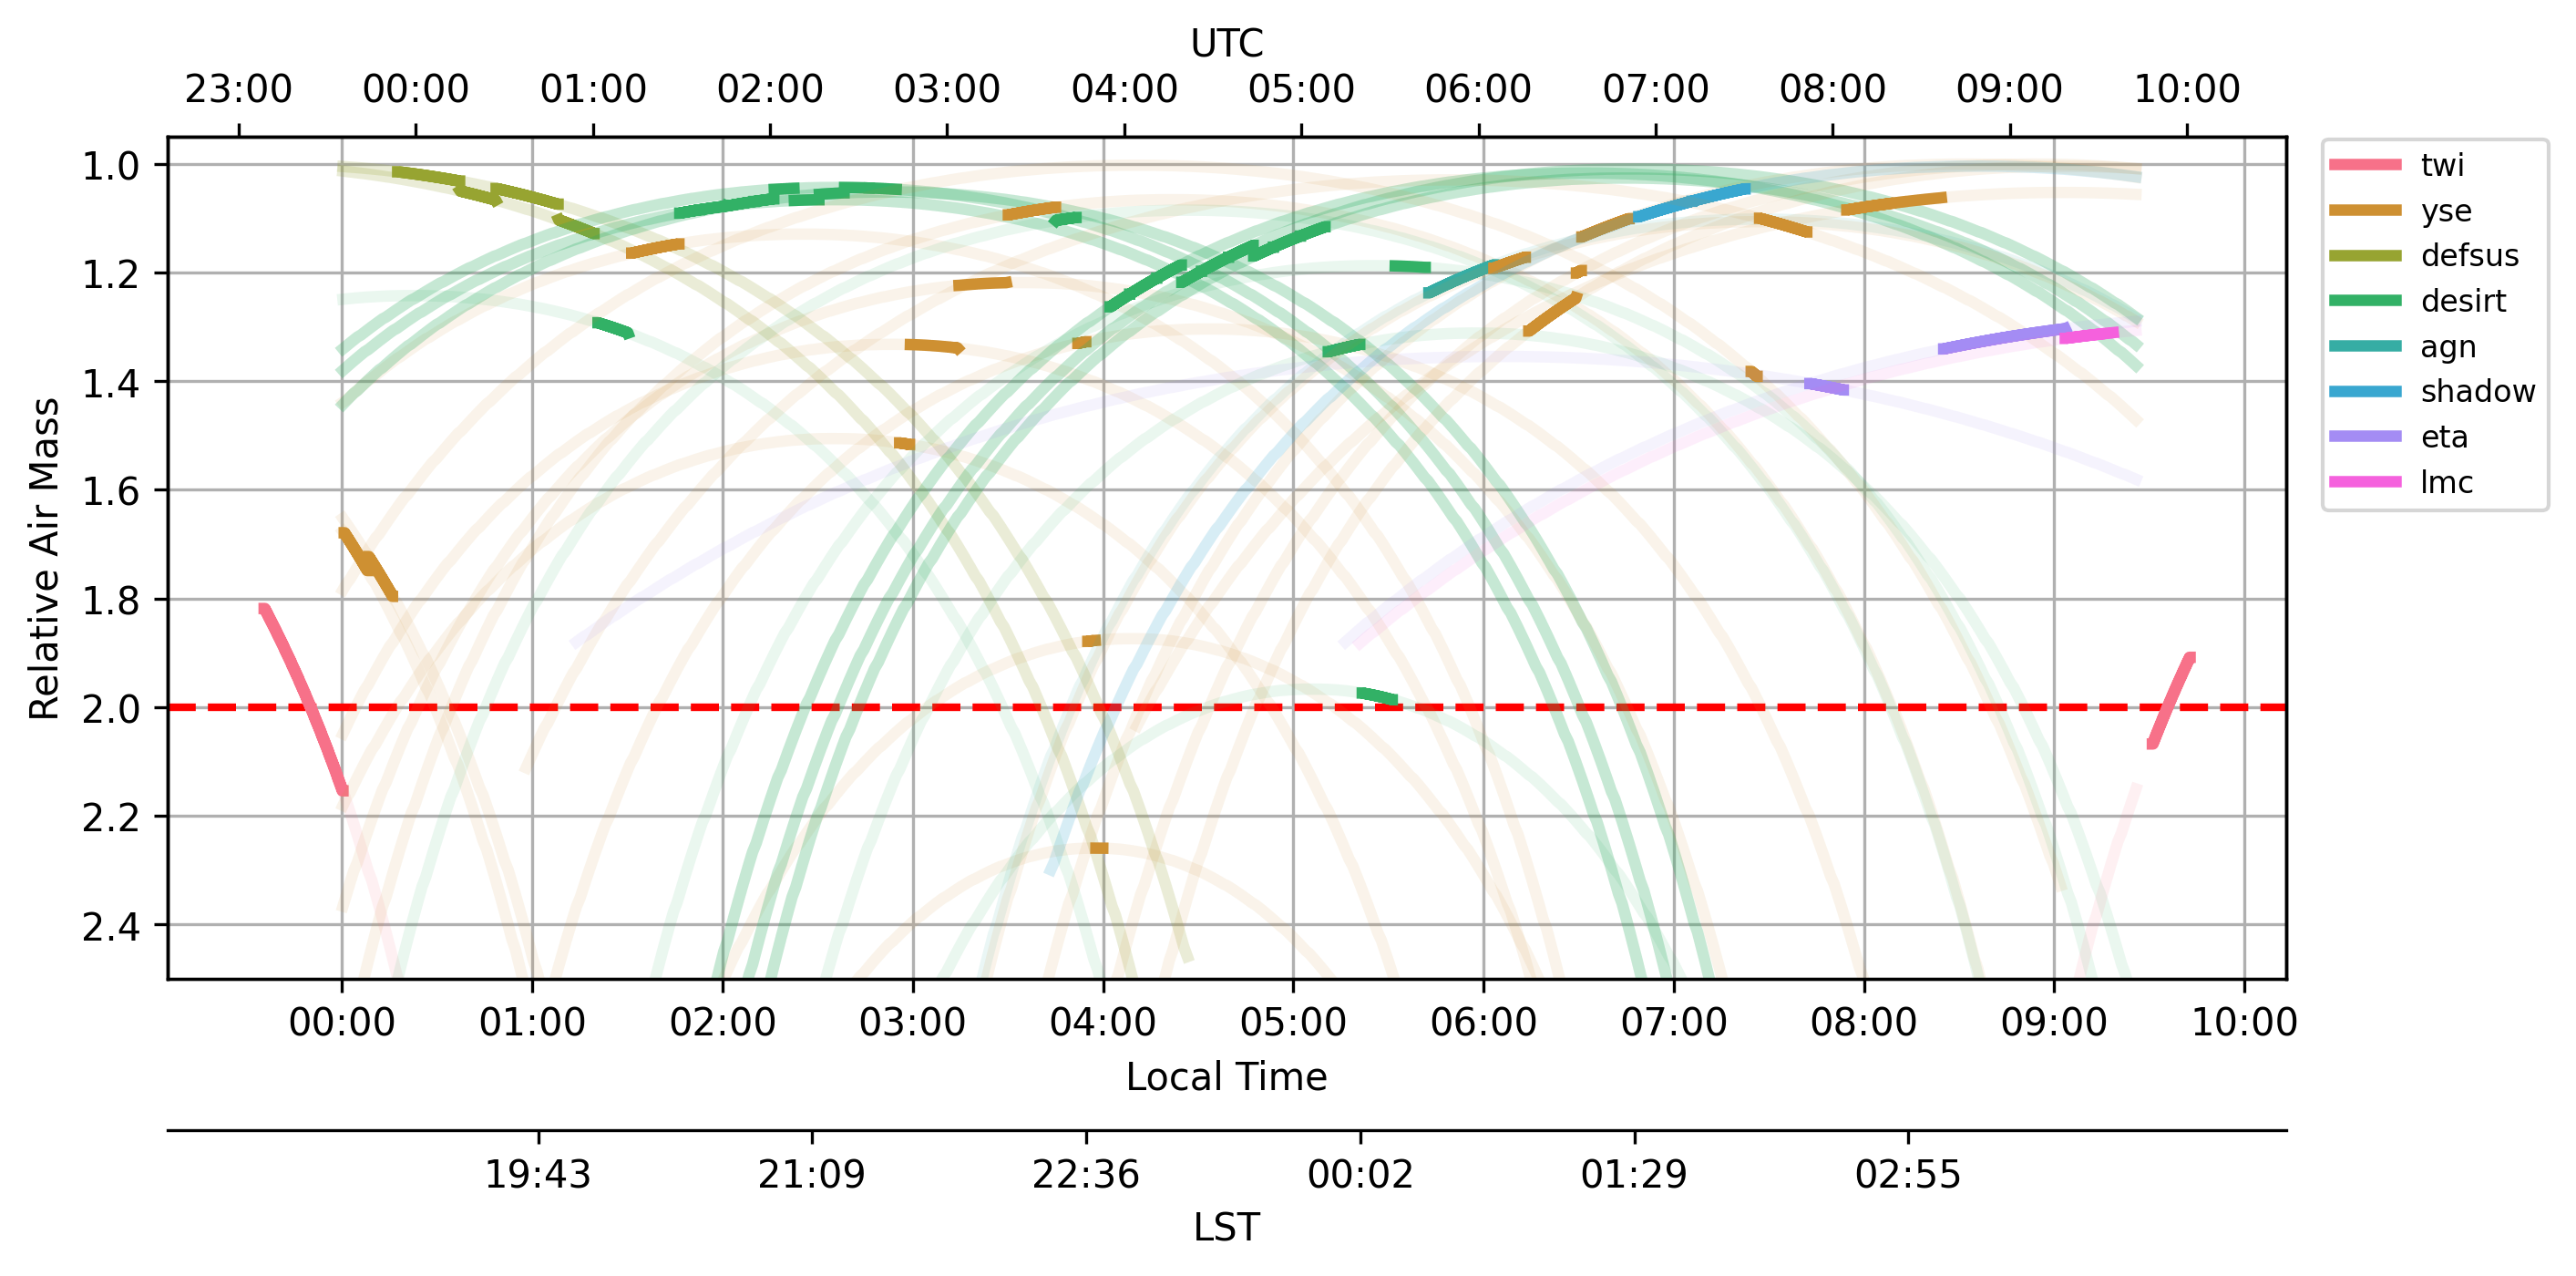 UTC
23:00 00:00 01:00 02:00 03:00 04:00 05:00 06:00 07:00 08:00 09:00 10:00
Relative Air Mass
1.0
1.2
1.4
1.6
1.8
2.0
2.2
2.4
twi
yse
defsus
desirt
agn
shadow
eta
lmc
00:00 01:00 02:00 03:00 04:00 05:00 06:00 07:00 08:00 09:00 10:00
Local Time
19:43 21:09 22:36 00:02 01:29 02:55
LST